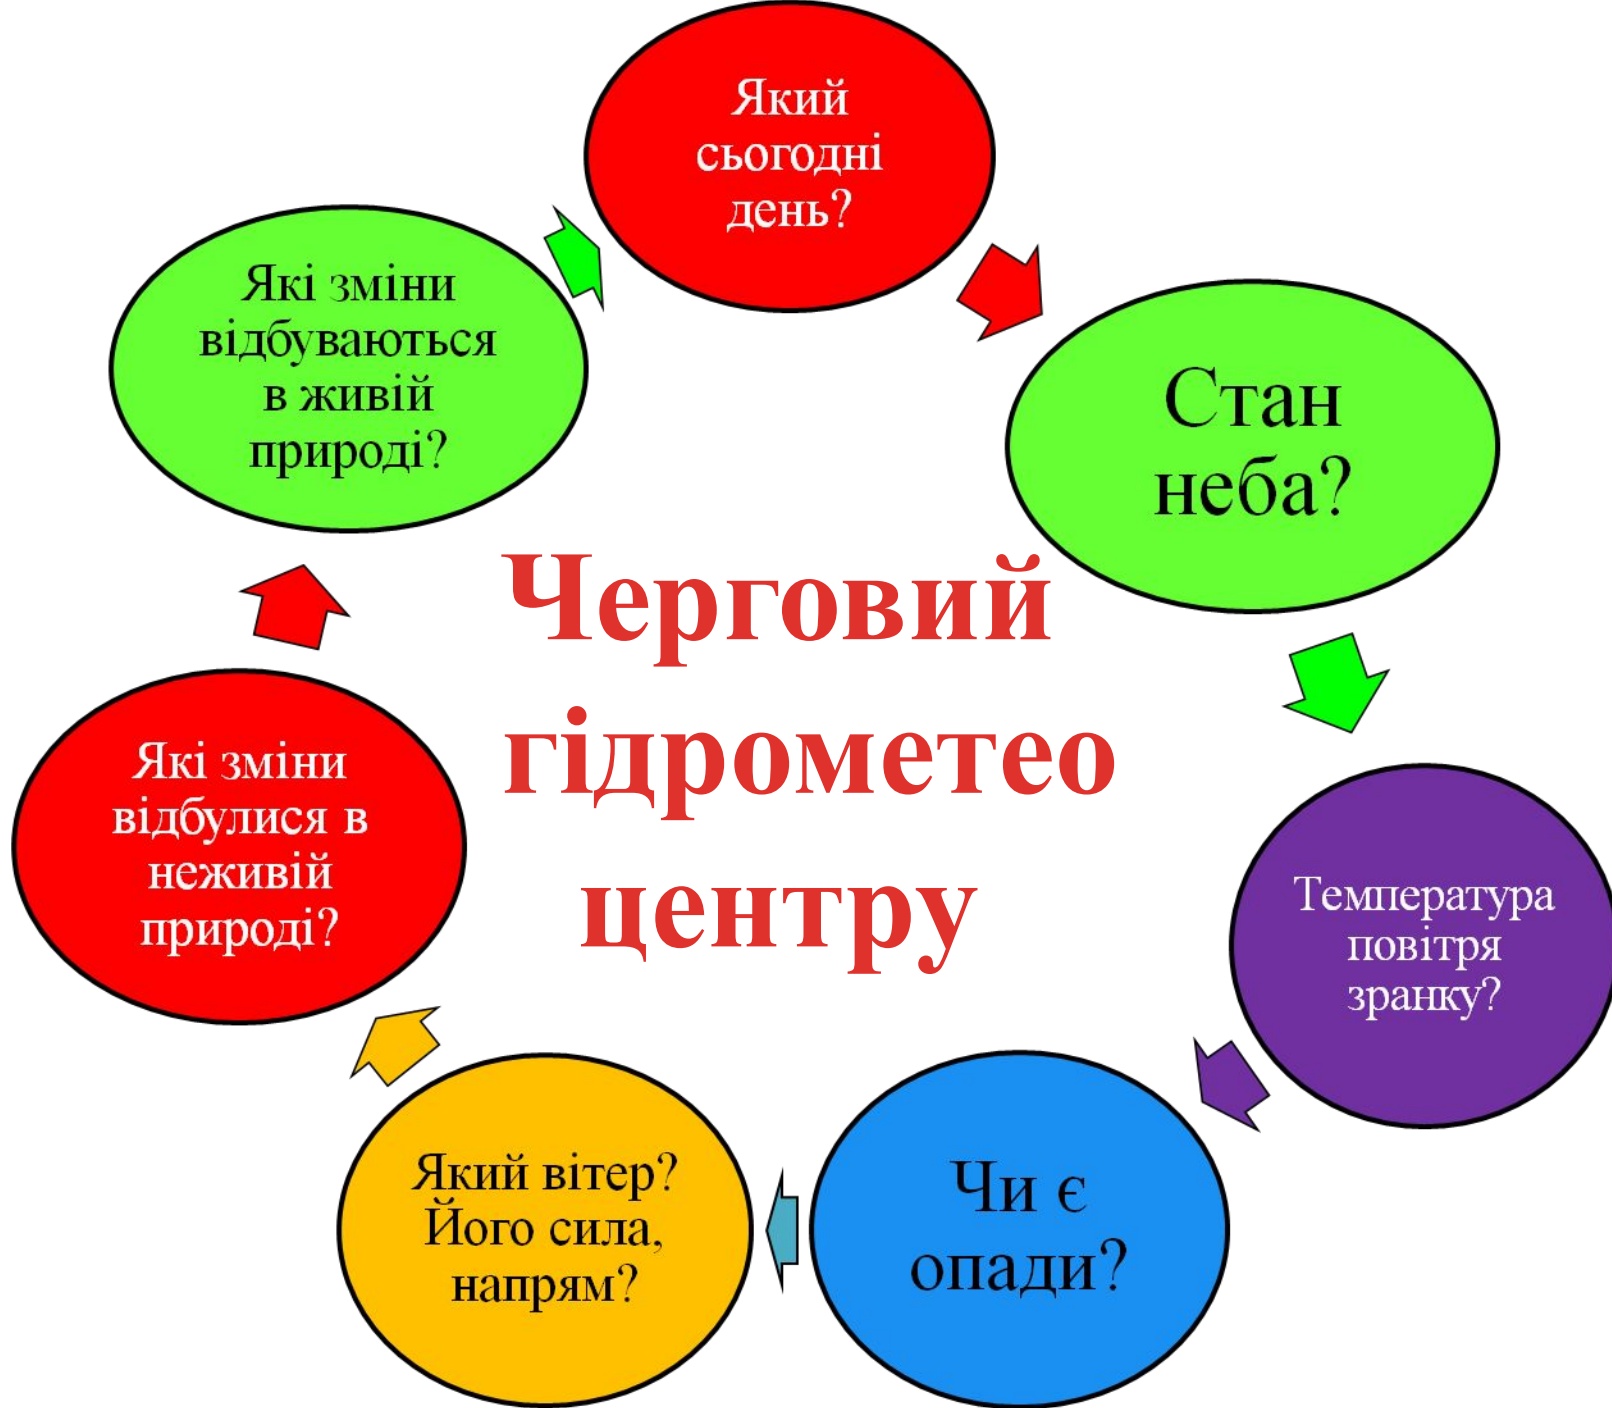 Який
сьогодні
день?
Стан
неба?
Температура
повітря
зранку?
Чи є
опади?
Який вітер?
Його сила,
напрям?
Які зміни
відбулися в
неживій
природі?
Які зміни
відбуваються
в живій
природі?
Черговий
гідрометео
центру